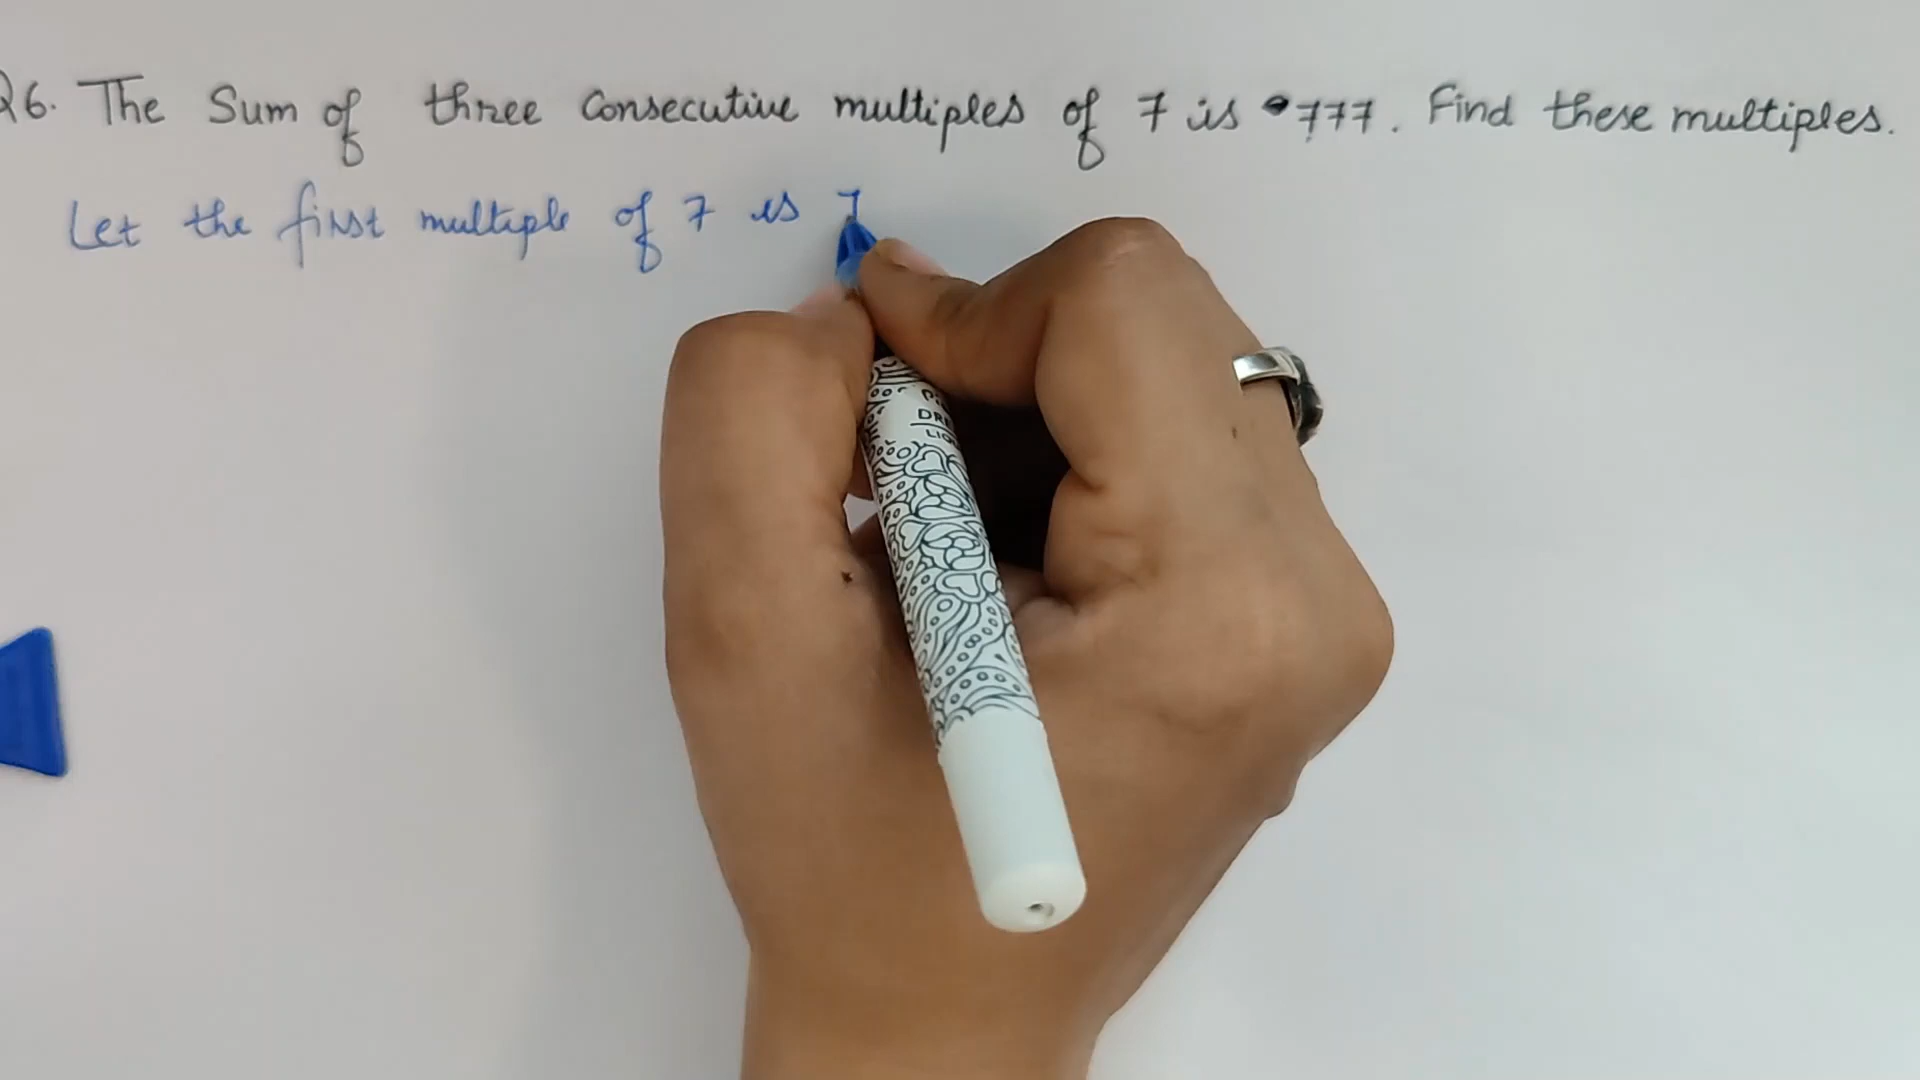 Q6. The Sum of three Consecutive multiples of 7 is 777. Find these multiples.
Let the first multiple of 7 is 7